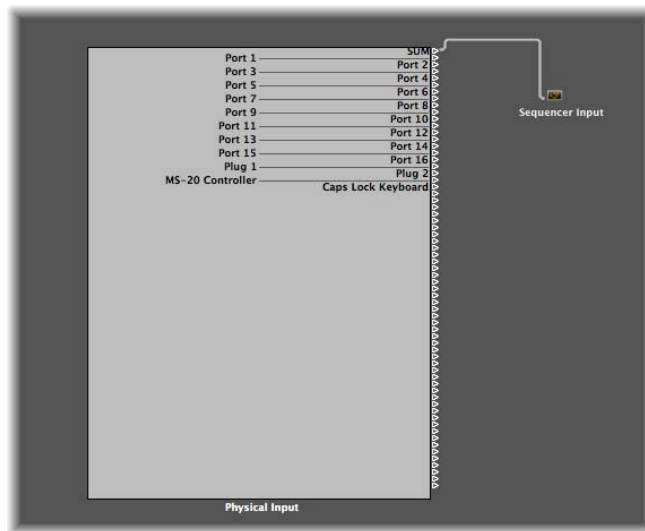 SUM
Port 1
Port 2
Port 3
Port 4
Port 5
Port 6
Port 7
Port 8
Port 9
Port 10
Port 11
Port 12
Port 13
Port 14
Port 15
Port 16
Plug 1
Plug 2
MS-20 Controller
Caps Lock Keyboard
Sequencer Input
Physical Input